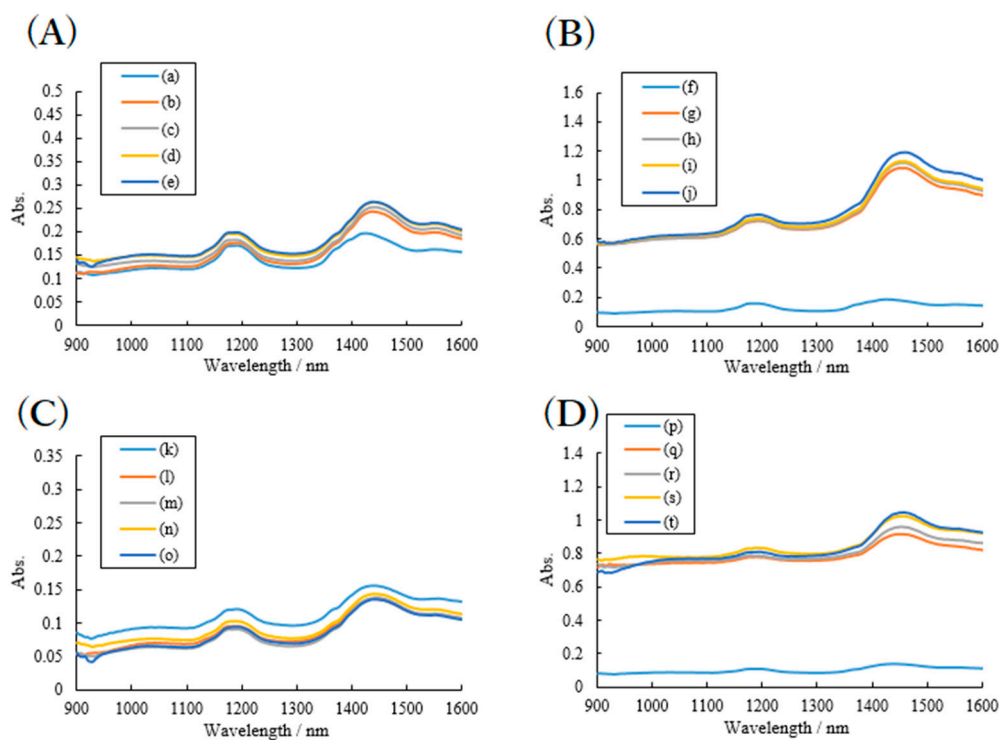 (A)
(a)
(b)
(c)
(d)
(e)
0.5
0.45
0.4
0.35
0.3
0.25
0.2
0.15
0.1
0.05
0
Abs.
900 1000 1100 1200 1300 1400 1500 1600
Wavelength / nm
(B)
(f)
(g)
(h)
(i)
(j)
1.6
1.4
1.2
1
0.8
0.6
0.4
0.2
0
Abs.
900 1000 1100 1200 1300 1400 1500 1600
Wavelength / nm
(C)
(k)
(l)
(m)
(n)
(o)
0.35
0.3
0.25
0.2
0.15
0.1
0.05
0
Abs.
900 1000 1100 1200 1300 1400 1500 1600
Wavelength / nm
(D)
(p)
(q)
(r)
(s)
(t)
1.6
1.4
1.2
1
0.8
0.6
0.4
0.2
0
Abs.
900 1000 1100 1200 1300 1400 1500 1600
Wavelength / nm